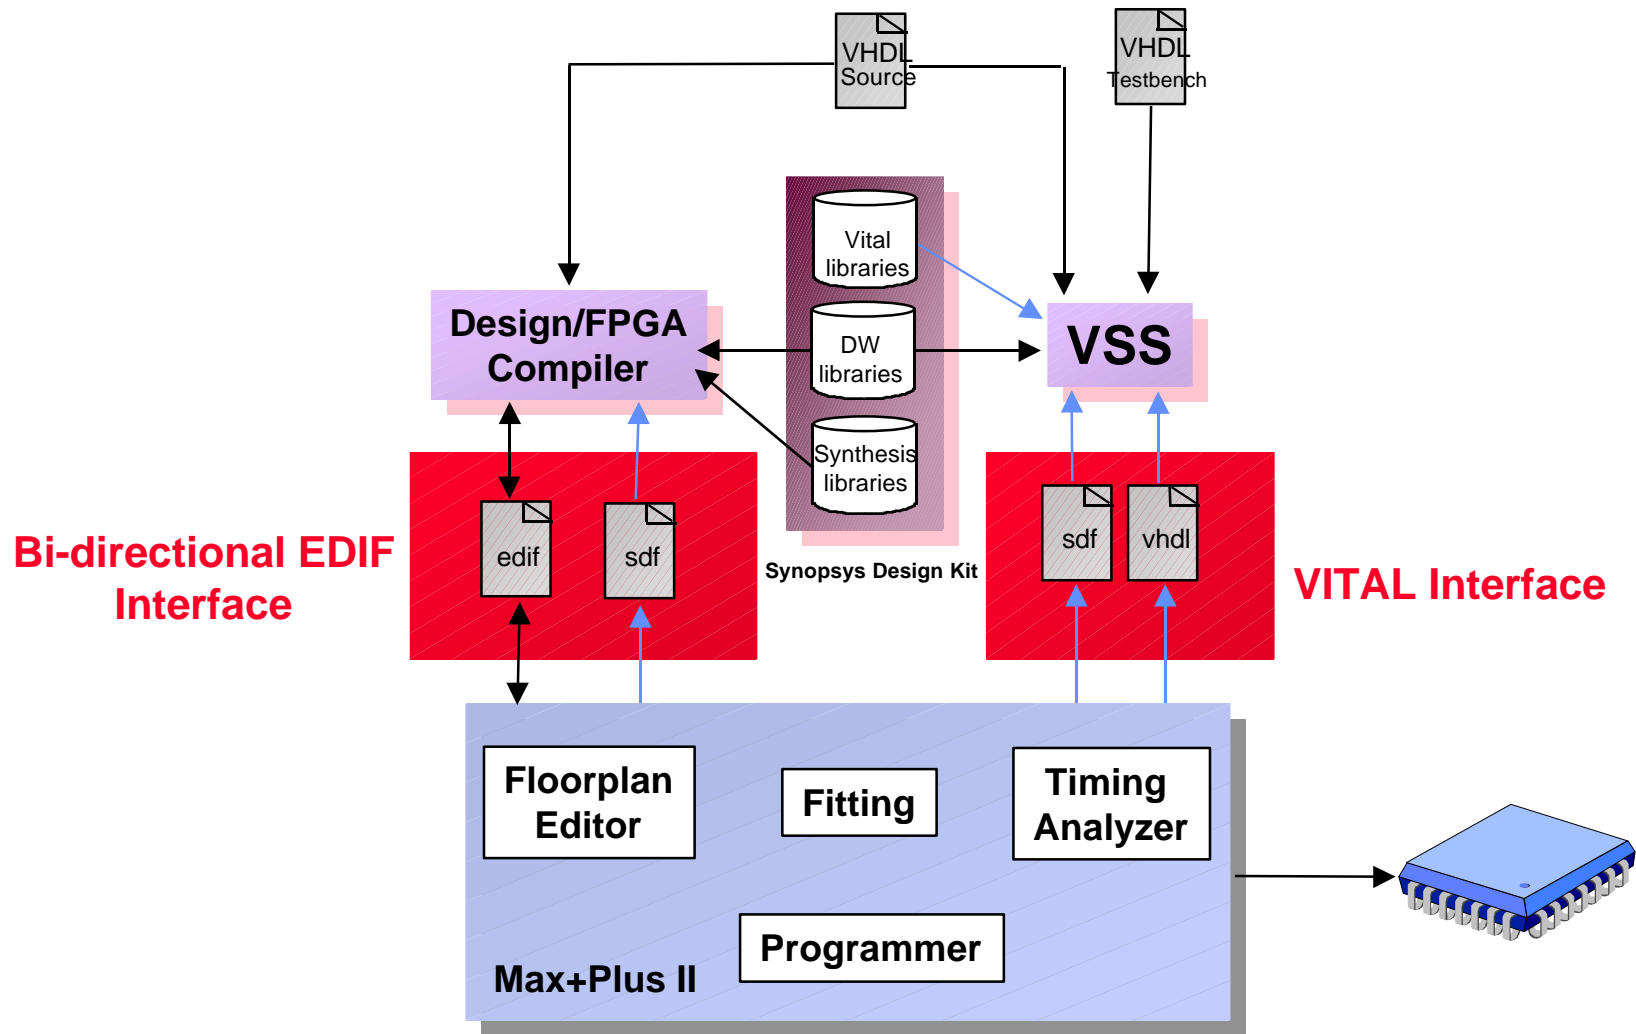 VHDL
Source
VHDL
Testbench
Vital
libraries
Design/FPGA
Compiler
DW
libraries
VSS
Synthesis
libraries
Bi-directional EDIF
Interface
edif
sdf
Synopsys Design Kit
sdf
vhdl
VITAL Interface
Floorplan
Editor
Fitting
Timing
Analyzer
Programmer
Max+Plus II